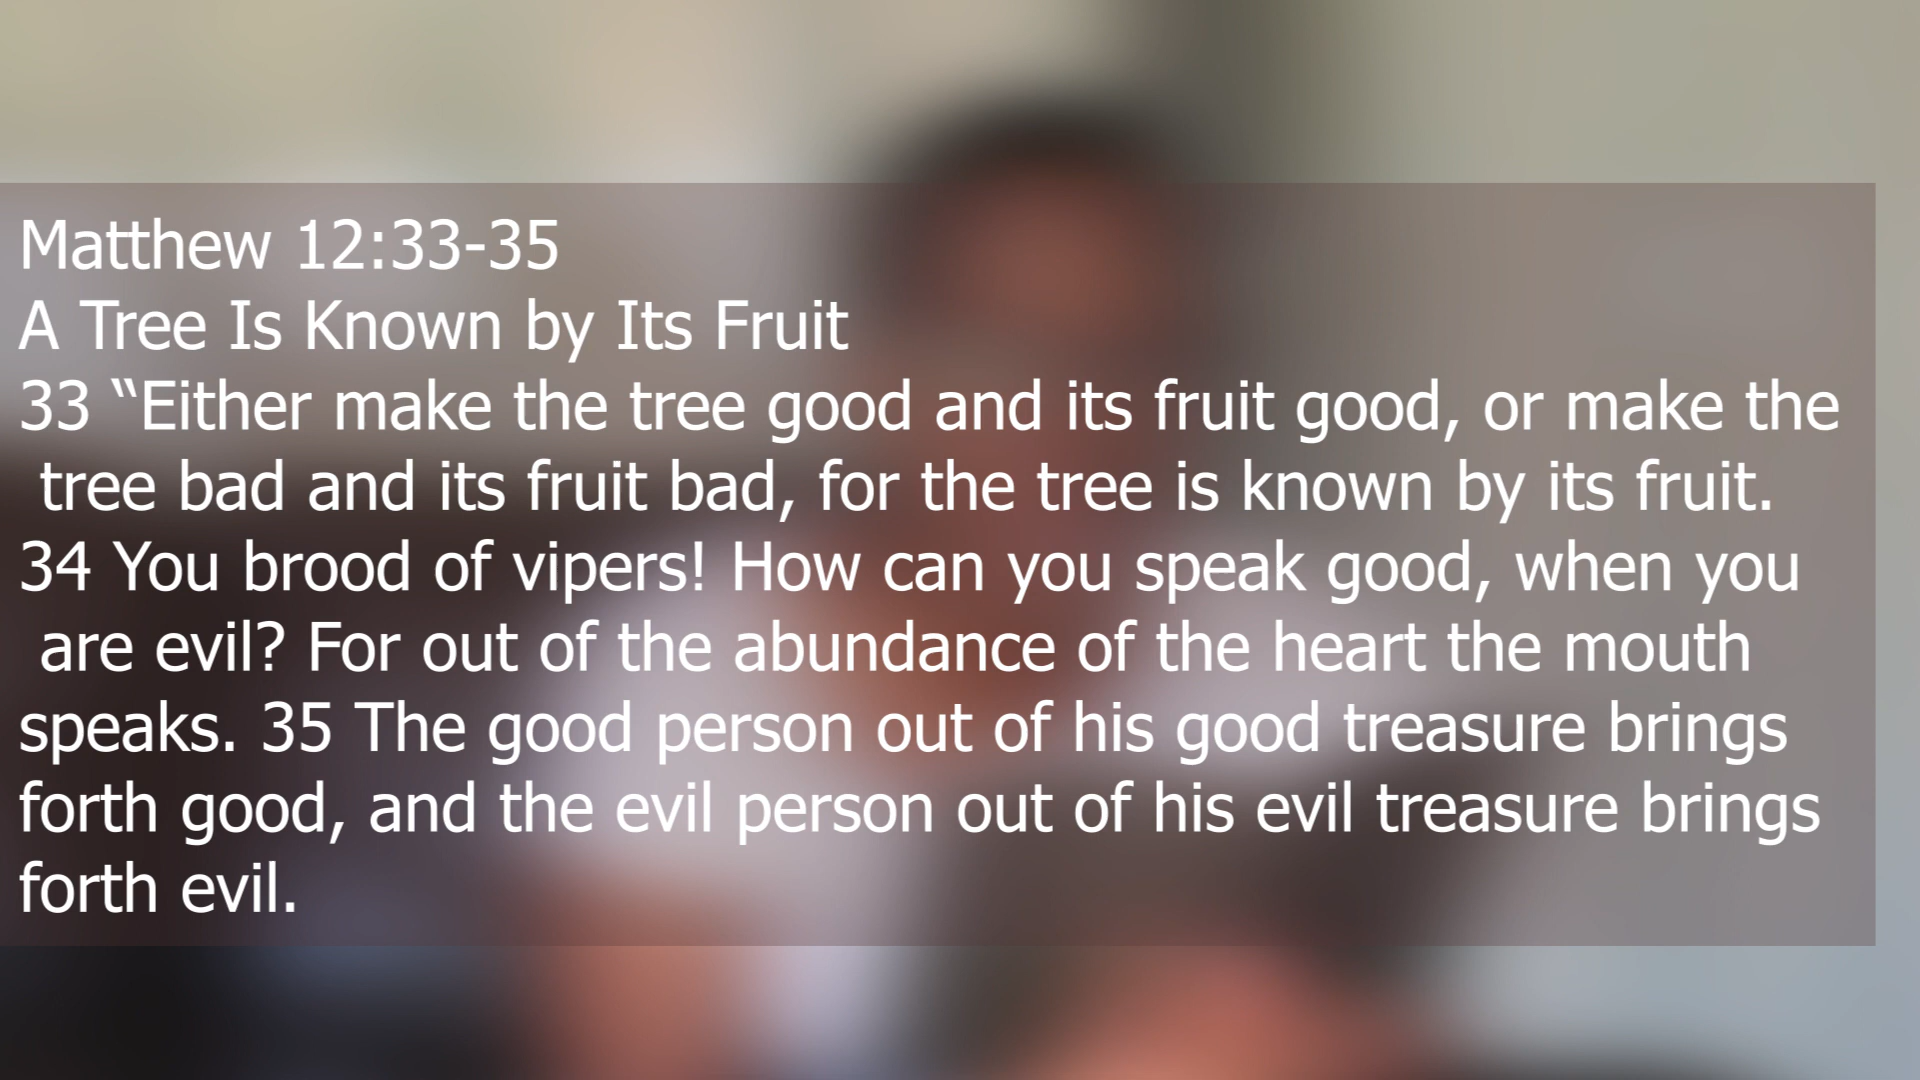 Matthew 12:33-35
A Tree Is Known by Its Fruit
33 “Either make the tree good and its fruit good, or make the
tree bad and its fruit bad, for the tree is known by its fruit.
34 You brood of vipers! How can you speak good, when you
are evil? For out of the abundance of the heart the mouth
speaks. 35 The good person out of his good treasure brings
forth good, and the evil person out of his evil treasure brings
forth evil.